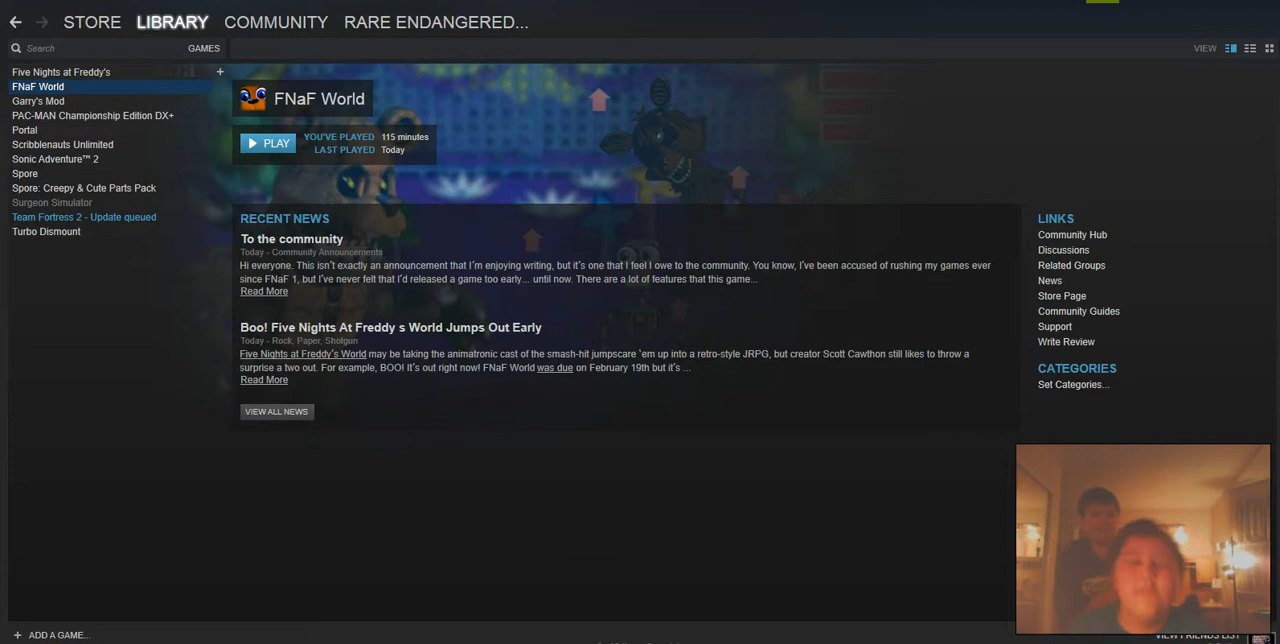 STORE LIBRARY COMMUNITY RARE ENDANGERED...
Search GAMES VIEW
Five Nights at Freddy's
FNaF World
Garry's Mod
PAC-MAN Championship Edition DX+
Portal
Scribblenauts Unlimited
Sonic Adventure™ 2
Spore
Spore: Creepy & Cute Parts Pack
Surgeon Simulator
Team Fortress 2 - Update queued
Turbo Dismount
FNaF World
PLAY
YOU'VE PLAYED 115 minutes
LAST PLAYED Today
RECENT NEWS
To the community
Today - Community Announcements
Hi everyone. This isn't exactly an announcement that I'm enjoying writing, but it's one that I feel I owe to the community. You know, I've been accused of rushing my games ever
since FNaF 1, but I've never felt that I'd released a game too early... until now. There are a lot of features that this game...
Read More
Boo! Five Nights At Freddy s World Jumps Out Early
Today - Rock, Paper, Shotgun
Five Nights at Freddy's World may be taking the animatronic cast of the smash-hit jumpscare 'em up into a retro-style JRPG, but creator Scott Cawthon still likes to throw a
surprise a two out. For example, BOO! It's out right now! FNaF World was due on February 19th but it's ...
Read More
VIEW ALL NEWS
LINKS
Community Hub
Discussions
Related Groups
News
Store Page
Community Guides
Support
Write Review
CATEGORIES
Set Categories...
+ ADD A GAME...
VIEW FRIENDS LIST